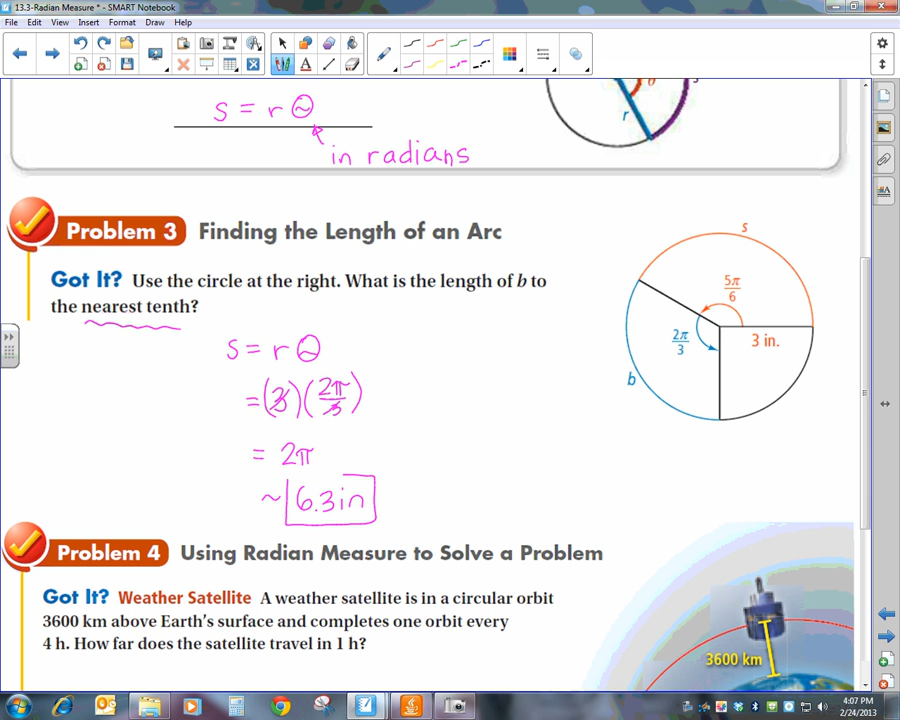 13.3-Radian Measure * - SMART Notebook
File Edit View Insert Format Draw Help
s = r Θ
in radians
r
θ
Problem 3 Finding the Length of an Arc
Got It? Use the circle at the right. What is the length of b to
the nearest tenth?
s
5π/6
2π/3
3 in.
b
s = r Θ
= (3)(2π/3)
= 2π
~ 6.3in
Problem 4 Using Radian Measure to Solve a Problem
Got It? Weather Satellite A weather satellite is in a circular orbit
3600 km above Earth's surface and completes one orbit every
4 h. How far does the satellite travel in 1 h?
3600 km
4:07 PM
2/24/2013